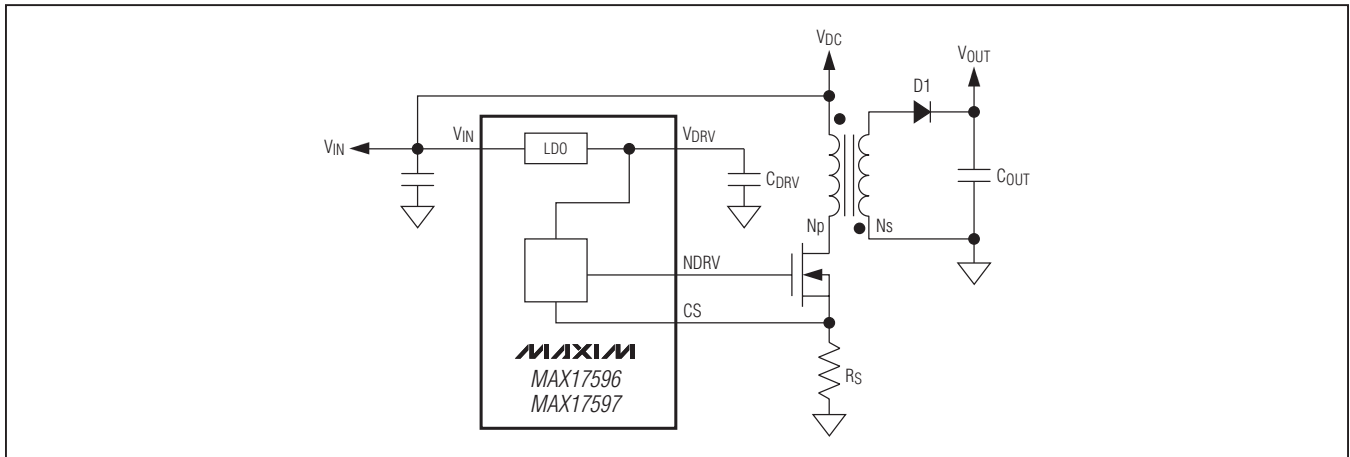 VDC
VOUT
D1
VIN
VIN
LDO
VDRV
CDRV
COUT
Np
Ns
NDRV
CS
MAXIM
MAX17596
MAX17597
RS